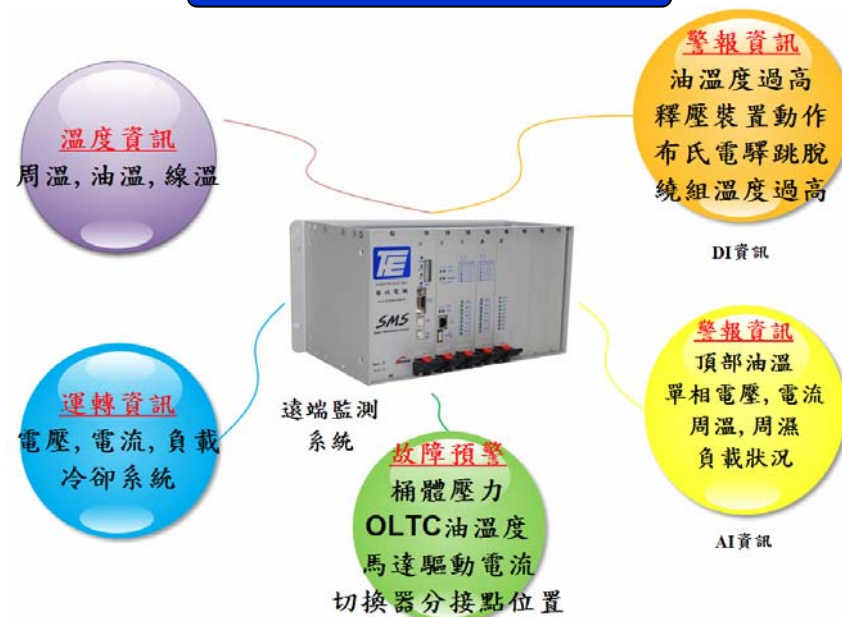 溫度資訊
周溫, 油溫, 線溫
警報資訊
油溫度過高
釋壓裝置動作
布氏電驛跳脫
繞組溫度過高
DI資訊
SMS
遠端監測
系統
運轉資訊
電壓, 電流, 負載
冷卻系統
故障預警
桶體壓力
OLTC油溫度
馬達驅動電流
切換器分接點位置
警報資訊
頂部油溫
單相電壓, 電流
周溫, 周濕
負載狀況
AI資訊